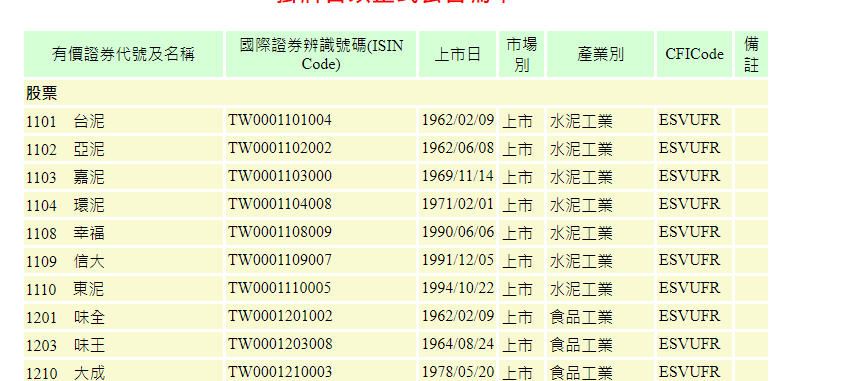 有價證券代號及名稱 國際證券辨識號碼(ISIN Code) 上市日 市場別 產業別 CFICode 備註
股票
1101 台泥 TW0001101004 1962/02/09 上市 水泥工業 ESVUFR
1102 亞泥 TW0001102002 1962/06/08 上市 水泥工業 ESVUFR
1103 嘉泥 TW0001103000 1969/11/14 上市 水泥工業 ESVUFR
1104 環泥 TW0001104008 1971/02/01 上市 水泥工業 ESVUFR
1108 幸福 TW0001108009 1990/06/06 上市 水泥工業 ESVUFR
1109 信大 TW0001109007 1991/12/05 上市 水泥工業 ESVUFR
1110 東泥 TW0001110005 1994/10/22 上市 水泥工業 ESVUFR
1201 味全 TW0001201002 1962/02/09 上市 食品工業 ESVUFR
1203 味王 TW0001203008 1964/08/24 上市 食品工業 ESVUFR
1210 大成 TW0001210003 1978/05/20 上市 食品工業 ESVUFR